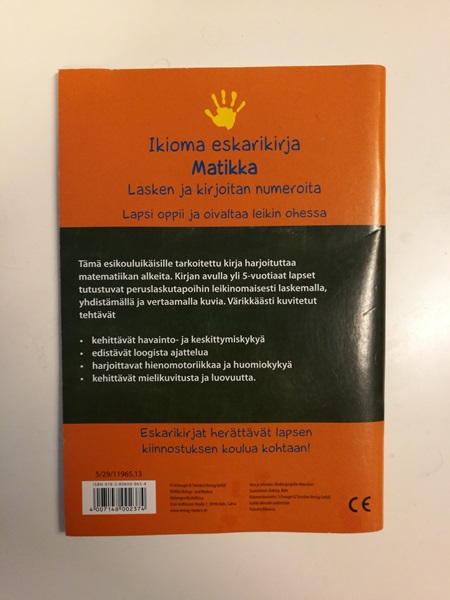 Ikioma eskarikirja
Matikka
Lasken ja kirjoitan numeroita
Lapsi oppii ja oivaltaa leikin ohessa
Tämä esikouluikäisille tarkoitettu kirja harjoituttaa
matematiikan alkeita. Kirjan avulla yli 5-vuotiaat lapset
tutustuvat peruslaskutapoihin leikinomaisesti laskemalla,
yhdistämällä ja vertaamalla kuvia. Värikkäästi kuvitetut
tehtävät
• kehittävät havainto- ja keskittymiskykyä
• edistävät loogista ajattelua
• harjoittavat hienomotoriikkaa ja huomiokykyä
• kehittävät mielikuvitusta ja luovuutta.
Eskarikirjat herättävät lapsen
kiinnostuksen koulua kohtaan!
5/29/11965.13
4 007148 002374
CE